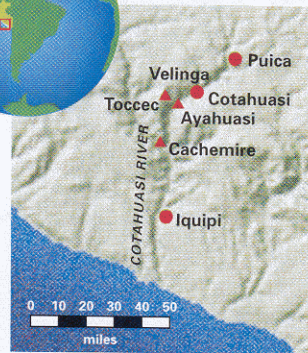 Puica
Velinga
Cotahuasi
Toccec
Ayahuasi
Cachemire
COTAHUASI RIVER
Iquipi
0 10 20 30 40 50
miles